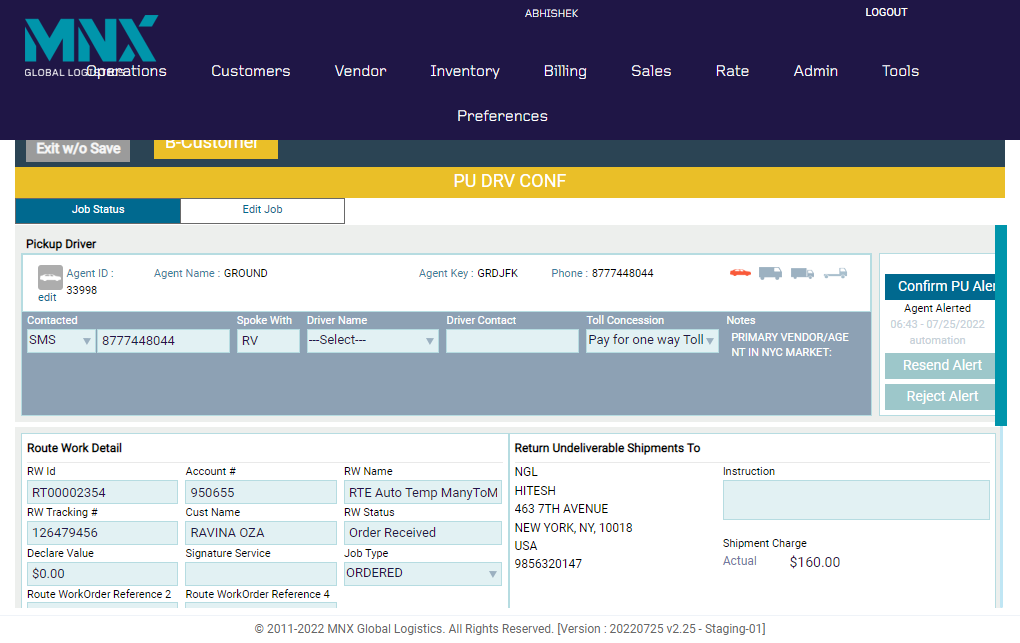 ABHISHEK
LOGOUT
MNX
GLOBAL LOGISTICS
Operations Customers Vendor Inventory Billing Sales Rate Admin Tools
Preferences
Exit w/o Save B-Customer
PU DRV CONF
Job Status Edit Job
Pickup Driver
edit
Agent ID :
33998
Agent Name : GROUND
Agent Key : GRDJFK
Phone : 8777448044
Confirm PU Aler
Agent Alerted
06:43 - 07/25/2022
automation
Resend Alert
Reject Alert
Contacted Spoke With Driver Name Driver Contact Toll Concession Notes
SMS 8777448044 RV ---Select--- Pay for one way Toll
PRIMARY VENDOR/AGE
NT IN NYC MARKET:
Route Work Detail
RW Id Account # RW Name
RT00002354 950655 RTE Auto Temp ManyToM
RW Tracking # Cust Name RW Status
126479456 RAVINA OZA Order Received
Declare Value Signature Service Job Type
$0.00 ORDERED
Route WorkOrder Reference 2 Route WorkOrder Reference 4
Return Undeliverable Shipments To
NGL
HITESH
463 7TH AVENUE
NEW YORK, NY, 10018
USA
9856320147
Instruction
Shipment Charge
Actual $160.00
© 2011-2022 MNX Global Logistics. All Rights Reserved. [Version : 20220725 v2.25 - Staging-01]